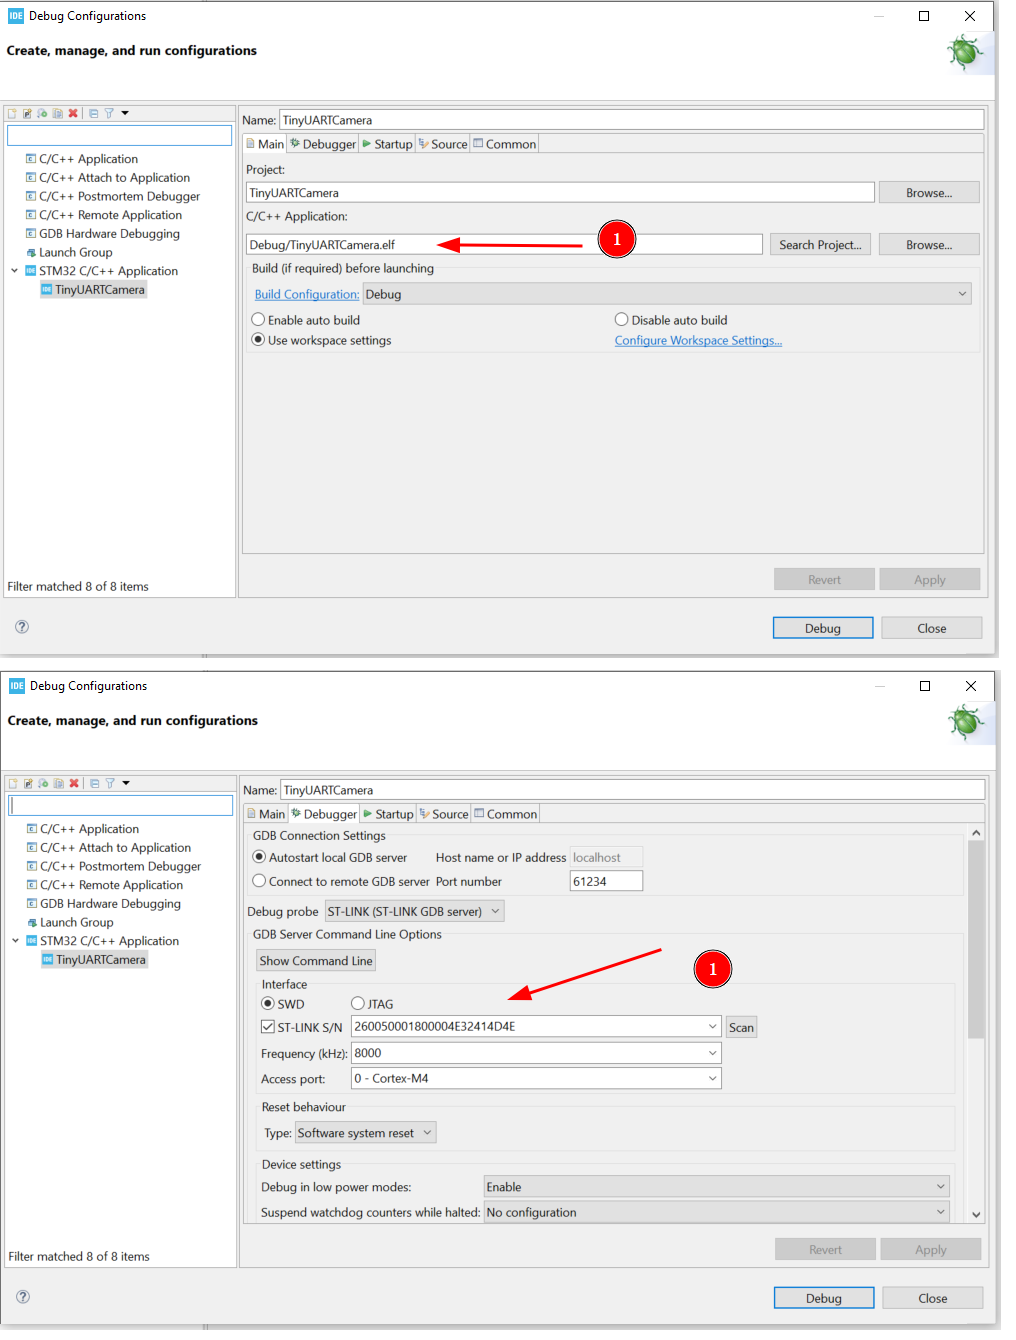 IDE Debug Configurations
Create, manage, and run configurations
Name: TinyUARTCamera
Main Debugger Startup Source Common
C/C++ Application
C/C++ Attach to Application
C/C++ Postmortem Debugger
C/C++ Remote Application
GDB Hardware Debugging
Launch Group
IDE STM32 C/C++ Application
IDE TinyUARTCamera
Filter matched 8 of 8 items
Project:
TinyUARTCamera Browse...
C/C++ Application:
Debug/TinyUARTCamera.elf 1 Search Project... Browse...
Build (if required) before launching
Build Configuration: Debug
Enable auto build Disable auto build
Use workspace settings Configure Workspace Settings...
Revert Apply
? Debug Close
IDE Debug Configurations
Create, manage, and run configurations
Name: TinyUARTCamera
Main Debugger Startup Source Common
C/C++ Application
C/C++ Attach to Application
C/C++ Postmortem Debugger
C/C++ Remote Application
GDB Hardware Debugging
Launch Group
IDE STM32 C/C++ Application
IDE TinyUARTCamera
Filter matched 8 of 8 items
GDB Connection Settings
Autostart local GDB server Host name or IP address localhost
Connect to remote GDB server Port number 61234
Debug probe ST-LINK (ST-LINK GDB server)
GDB Server Command Line Options
Show Command Line 1
Interface
SWD JTAG
ST-LINK S/N 260050001800004E32414D4E Scan
Frequency (kHz): 8000
Access port: 0 - Cortex-M4
Reset behaviour
Type: Software system reset
Device settings
Debug in low power modes: Enable
Suspend watchdog counters while halted: No configuration
Revert Apply
? Debug Close